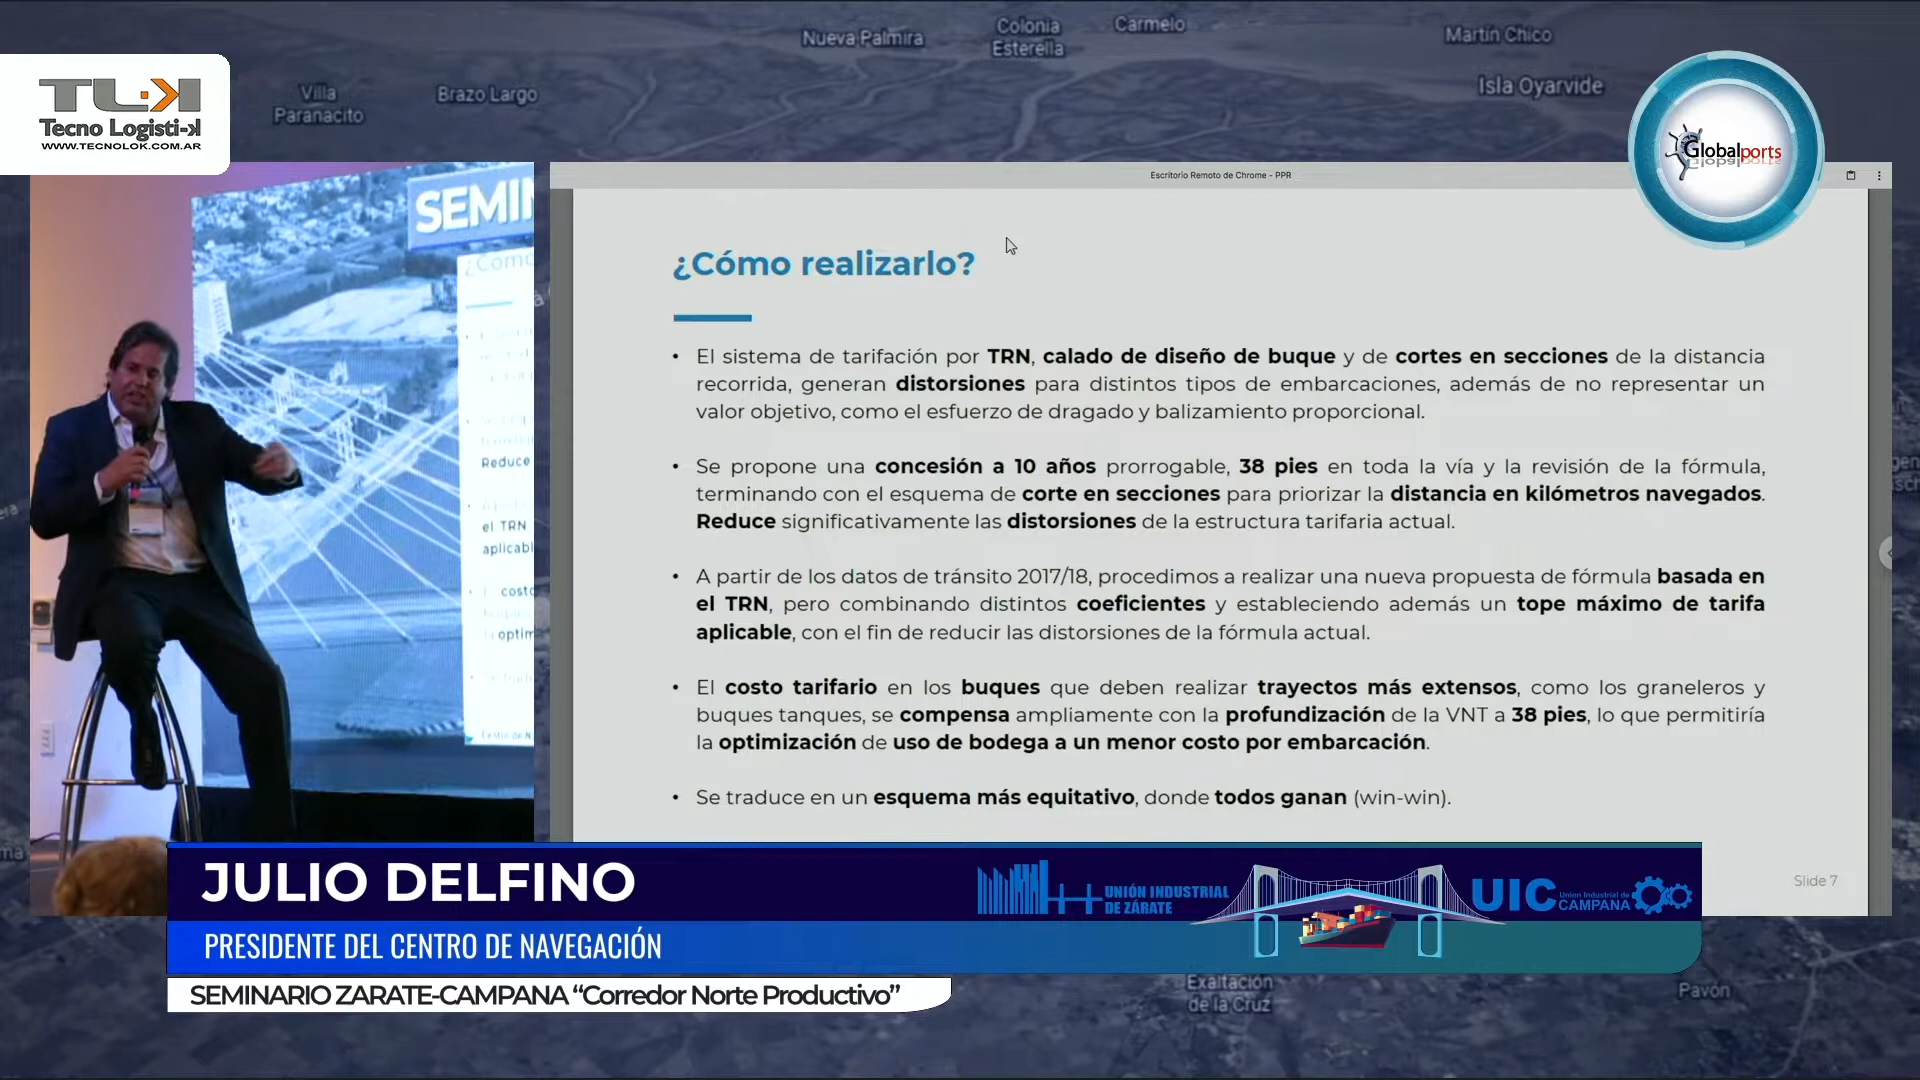 Nueva Palmira
Colonia
Esterella
Carmelo
Martín Chico
Isla Oyarvide
Villa
Paranacito
Brazo Largo
TLK
Tecno Logisti-k
WWW.TECNOLOK.COM.AR
Globalports
Escritorio Remoto de Chrome - PPR
SEMIN
¿Cómo
Reduce
el TRN
aplicabl
costo
optim
¿Cómo realizarlo?
• El sistema de tarifación por TRN, calado de diseño de buque y de cortes en secciones de la distancia
recorrida, generan distorsiones para distintos tipos de embarcaciones, además de no representar un
valor objetivo, como el esfuerzo de dragado y balizamiento proporcional.
• Se propone una concesión a 10 años prorrogable, 38 pies en toda la vía y la revisión de la fórmula,
terminando con el esquema de corte en secciones para priorizar la distancia en kilómetros navegados.
Reduce significativamente las distorsiones de la estructura tarifaria actual.
• A partir de los datos de tránsito 2017/18, procedimos a realizar una nueva propuesta de fórmula basada en
el TRN, pero combinando distintos coeficientes y estableciendo además un tope máximo de tarifa
aplicable, con el fin de reducir las distorsiones de la fórmula actual.
• El costo tarifario en los buques que deben realizar trayectos más extensos, como los graneleros y
buques tanques, se compensa ampliamente con la profundización de la VNT a 38 pies, lo que permitiría
la optimización de uso de bodega a un menor costo por embarcación.
• Se traduce en un esquema más equitativo, donde todos ganan (win-win).
Slide 7
JULIO DELFINO
PRESIDENTE DEL CENTRO DE NAVEGACIÓN
UNIÓN INDUSTRIAL
DE ZÁRATE
UIC
Union Industrial de
CAMPANA
SEMINARIO ZARATE-CAMPANA “Corredor Norte Productivo”
Exaltación
de la Cruz
Pavón